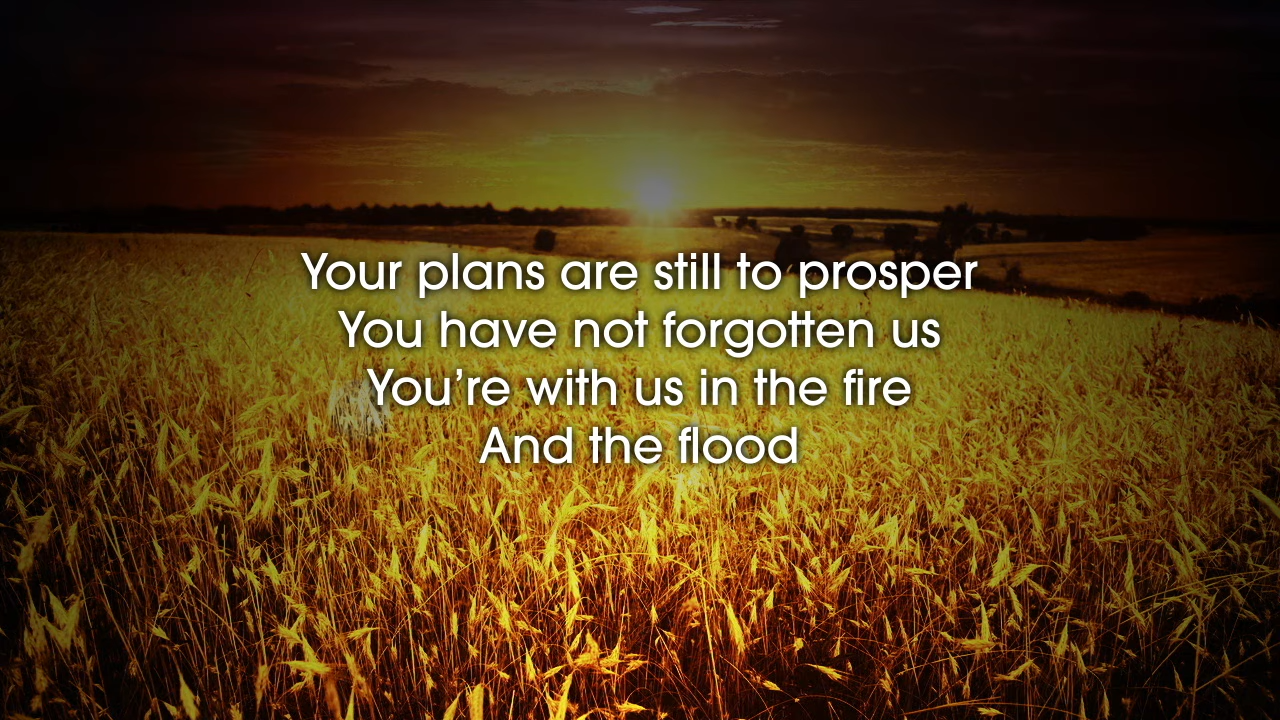 Your plans are still to prosper
You have not forgotten us
You’re with us in the fire
And the flood